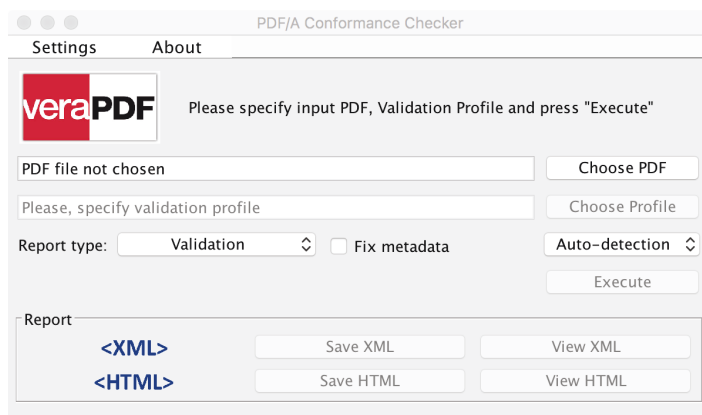 PDF/A Conformance Checker
Settings About
veraPDF
Please specify input PDF, Validation Profile and press "Execute"
PDF file not chosen Choose PDF
Please, specify validation profile Choose Profile
Report type: Validation Fix metadata Auto-detection
Execute
Report
<XML> Save XML View XML
<HTML> Save HTML View HTML